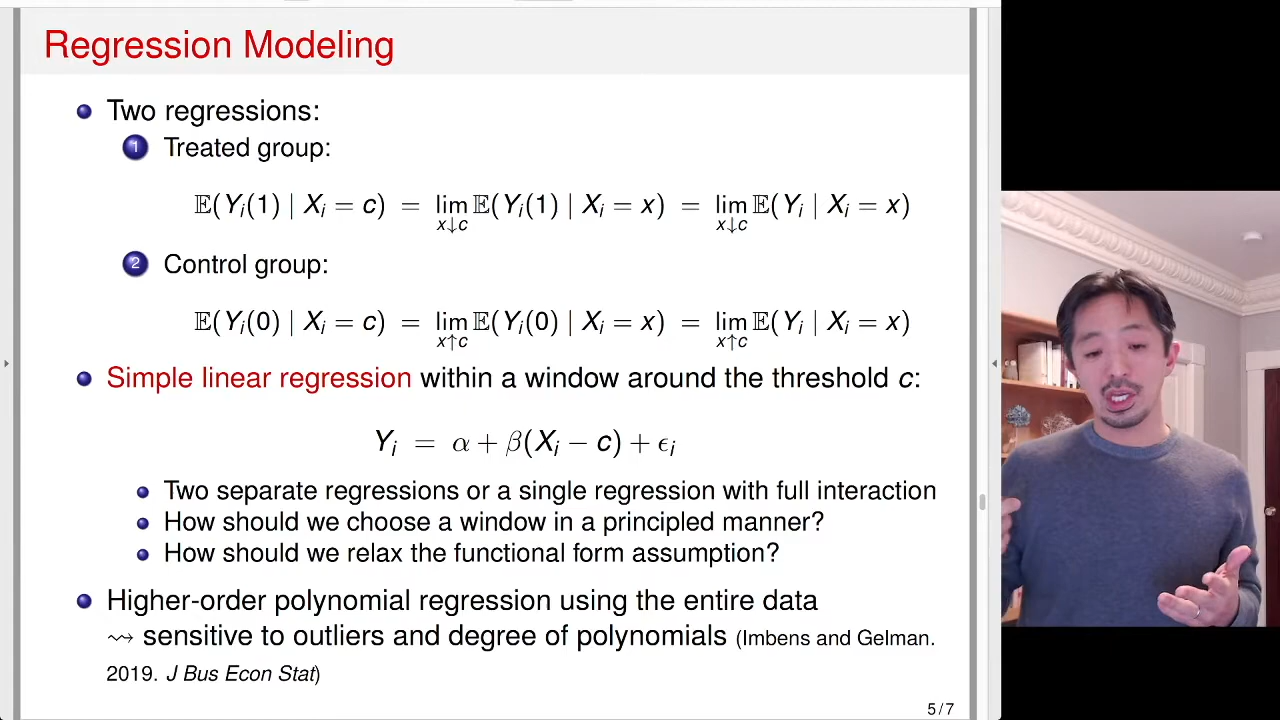 Regression Modeling
Two regressions:
1 Treated group:
𝔼(Yᵢ(1) | Xᵢ = c) = lim x↓c 𝔼(Yᵢ(1) | Xᵢ = x) = lim x↓c 𝔼(Yᵢ | Xᵢ = x)
2 Control group:
𝔼(Yᵢ(0) | Xᵢ = c) = lim x↑c 𝔼(Yᵢ(0) | Xᵢ = x) = lim x↑c 𝔼(Yᵢ | Xᵢ = x)
Simple linear regression within a window around the threshold c:
Yᵢ = α + β(Xᵢ − c) + ϵᵢ
Two separate regressions or a single regression with full interaction
How should we choose a window in a principled manner?
How should we relax the functional form assumption?
Higher-order polynomial regression using the entire data
⇝ sensitive to outliers and degree of polynomials (Imbens and Gelman.
2019. J Bus Econ Stat)
5 / 7